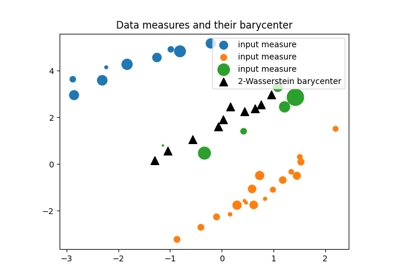 Data measures and their barycenter
input measure
input measure
input measure
2-Wasserstein barycenter
4
2
0
−2
−3
−2
−1
0
1
2